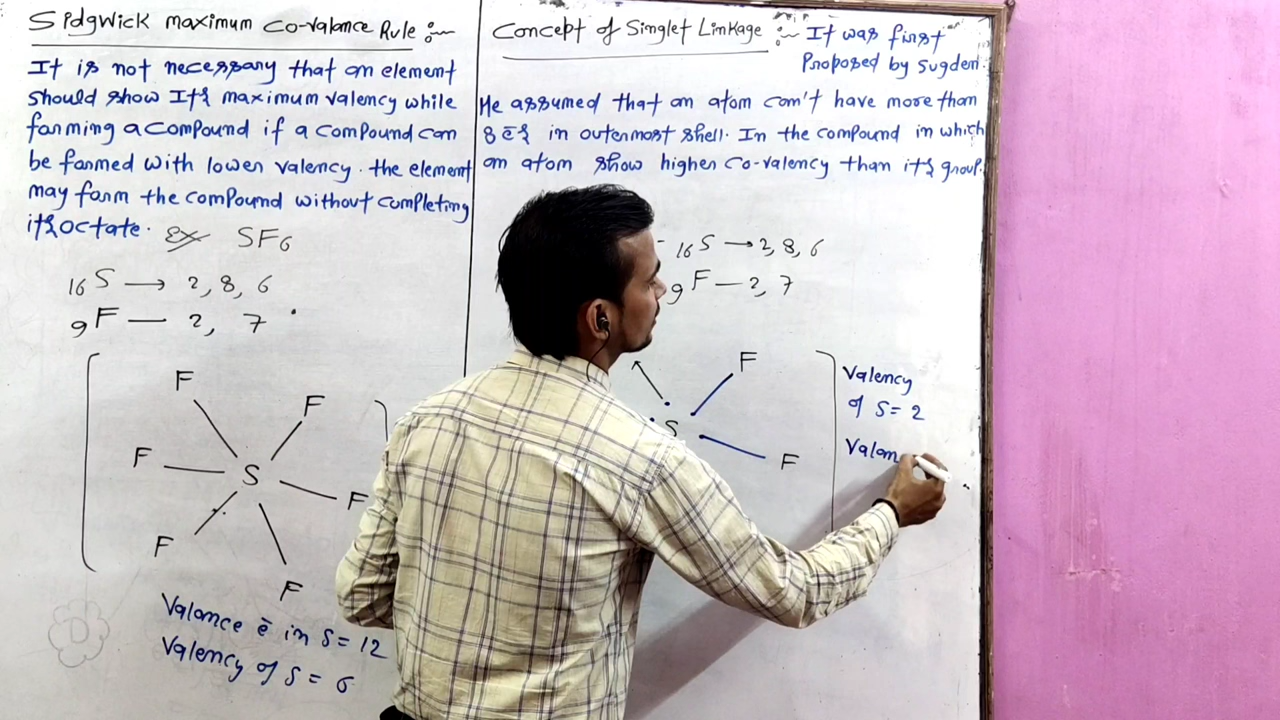 Sidgwick maximum co-valance Rule :~
It is not necessary that an element
should show It's maximum valency while
forming a compound if a compound can
be formed with lower valency. the element
may form the compound without completing
it's octate. Ex SF6
16S → 2, 8, 6
9F — 2, 7
F
F
F
S
F
F
F
Valance ē in S = 12
Valency of S = 6
Concept of Singlet Linkage :~ It was first
Proposed by sugden.
He assumed that an atom can't have more than
8 ē's in outermost shell. In the compound in which
an atom show higher co-valency than it's group.
16S → 2, 8, 6
9F — 2, 7
F
S
F
Valency
of S = 2
Valan